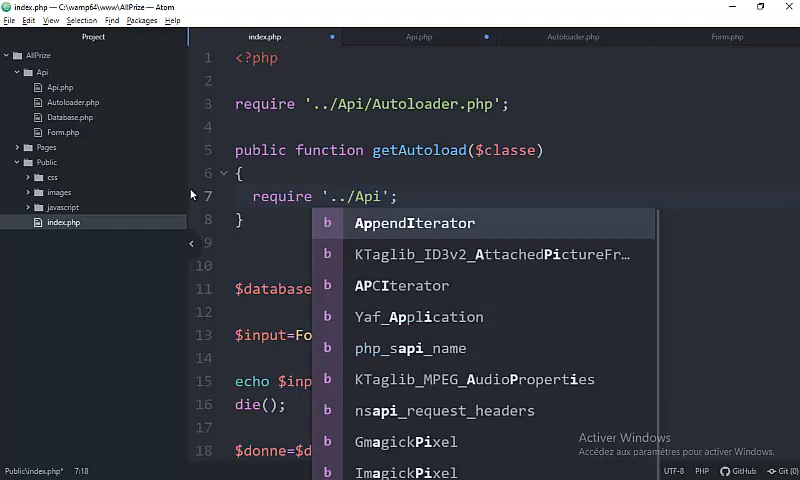 index.php — C:\wamp64\www\AllPrize — Atom
File Edit View Selection Find Packages Help
Project
index.php
Api.php
Autoloader.php
Form.php
AllPrize
Api
Api.php
Autoloader.php
Database.php
Form.php
Pages
Public
css
images
javascript
index.php
1 <?php
2
3 require '../Api/Autoloader.php';
4
5 public function getAutoload($classe)
6 {
7 require '../Api';
8 }
9
10
11 $database
12
13 $input=Fo
14
15 echo $inp
16 die();
17
18 $donne=$d
b AppendIterator
b KTaglib_ID3v2_AttachedPictureFr…
b APCIterator
b Yaf_Application
b php_sapi_name
b KTaglib_MPEG_AudioProperties
b nsapi_request_headers
b GmagickPixel
b ImagickPixel
Activer Windows
Accédez aux paramètres pour activer Windows.
Public\index.php* 7:18
UTF-8 PHP GitHub Git (0)